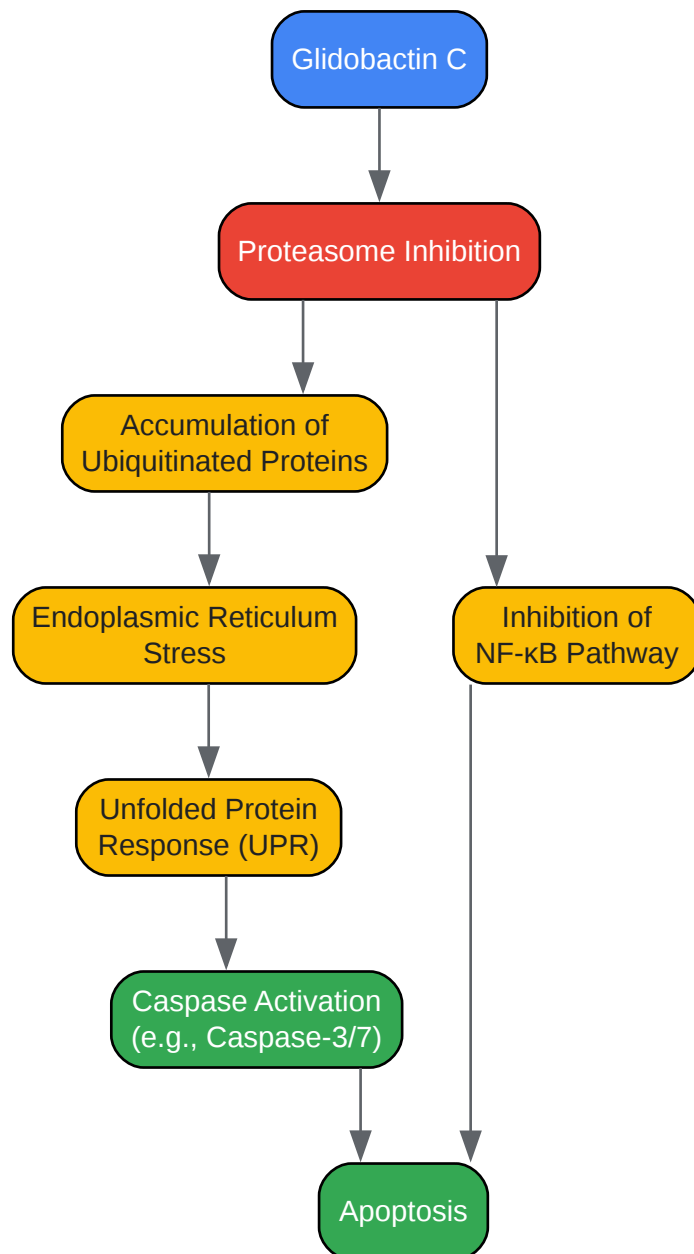 Glidobactin C
Proteasome Inhibition
Accumulation of
Ubiquitinated Proteins
Endoplasmic Reticulum
Stress
Inhibition of
NF-κB Pathway
Unfolded Protein
Response (UPR)
Caspase Activation
(e.g., Caspase-3/7)
Apoptosis